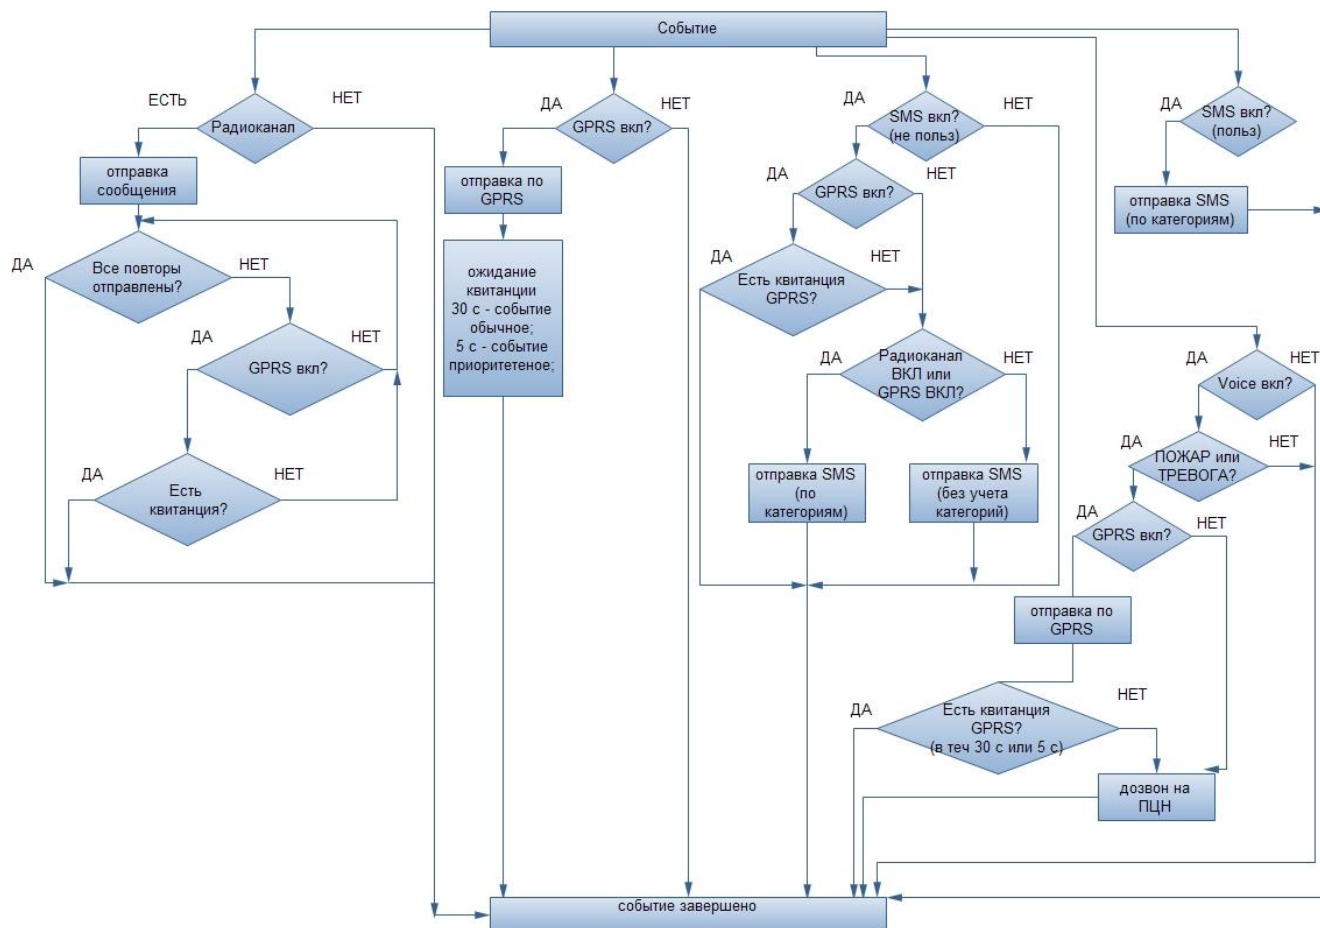 Событие
ЕСТЬ
НЕТ
Радиоканал
отправка
сообщения
ДА
Все повторы
отправлены?
НЕТ
ДА
GPRS вкл?
НЕТ
ДА
Есть
квитанция?
НЕТ
ДА
GPRS вкл?
НЕТ
отправка по
GPRS
ожидание
квитанции
30 с - событие
обычное;
5 с - событие
приоритетеное;
ДА
SMS вкл?
(не польз)
НЕТ
ДА
GPRS вкл?
НЕТ
ДА
Есть квитанция
GPRS?
НЕТ
ДА
Радиоканал
ВКЛ или
GPRS ВКЛ?
НЕТ
отправка SMS
(по
категориям)
отправка SMS
(без учета
категорий)
ДА
SMS вкл?
(польз)
отправка SMS
(по категориям)
ДА
Voice вкл?
НЕТ
ДА
ПОЖАР или
ТРЕВОГА?
НЕТ
ДА
GPRS вкл?
НЕТ
отправка по
GPRS
ДА
Есть квитанция
GPRS?
(в теч 30 с или 5 с)
НЕТ
дозвон на
ПЦН
событие завершено